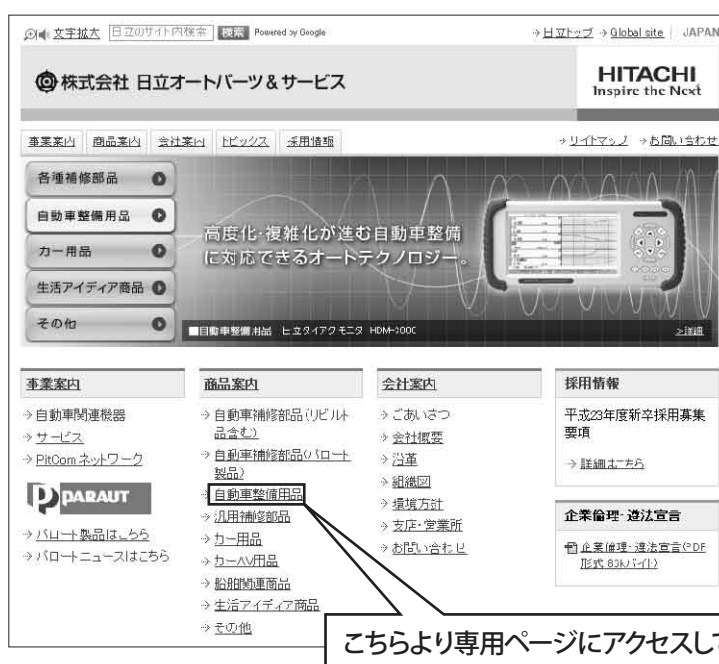 文字拡大 日立のサイト内検索 検索 Powered by Google
→日立トップ →Global site JAPAN
株式会社 日立オートパーツ&サービス
HITACHI
Inspire the Next
事業案内 商品案内 会社案内 トピックス 採用情報
→サイトマップ →お問い合わせ
各種補修部品
自動車整備用品
カー用品
生活アイディア商品
その他
高度化・複雑化が進む自動車整備
に対応できるオートテクノロジー。
■自動車整備用品 日立ダイアグモニタ
>詳細
事業案内
→自動車関連機器
→サービス
→PitCom ネットワーク
PARAUT
→パロート製品はこちら
→パロートニュースはこちら
商品案内
→自動車補修部品(リビルト
品含む)
→自動車補修部品(パロート
製品)
→自動車整備用品
→汎用補修部品
→カー用品
→カーAV用品
→船舶関連商品
→生活アイディア商品
→その他
会社案内
→ごあいさつ
→会社概要
→沿革
→組織図
→環境方針
→支店・営業所
→お問い合わせ
採用情報
平成23年度新卒採用募集
要項
→詳細はこちら
企業倫理・遵法宣言
企業倫理・遵法宣言(PDF
形式
こちらより専用ページにアクセスして